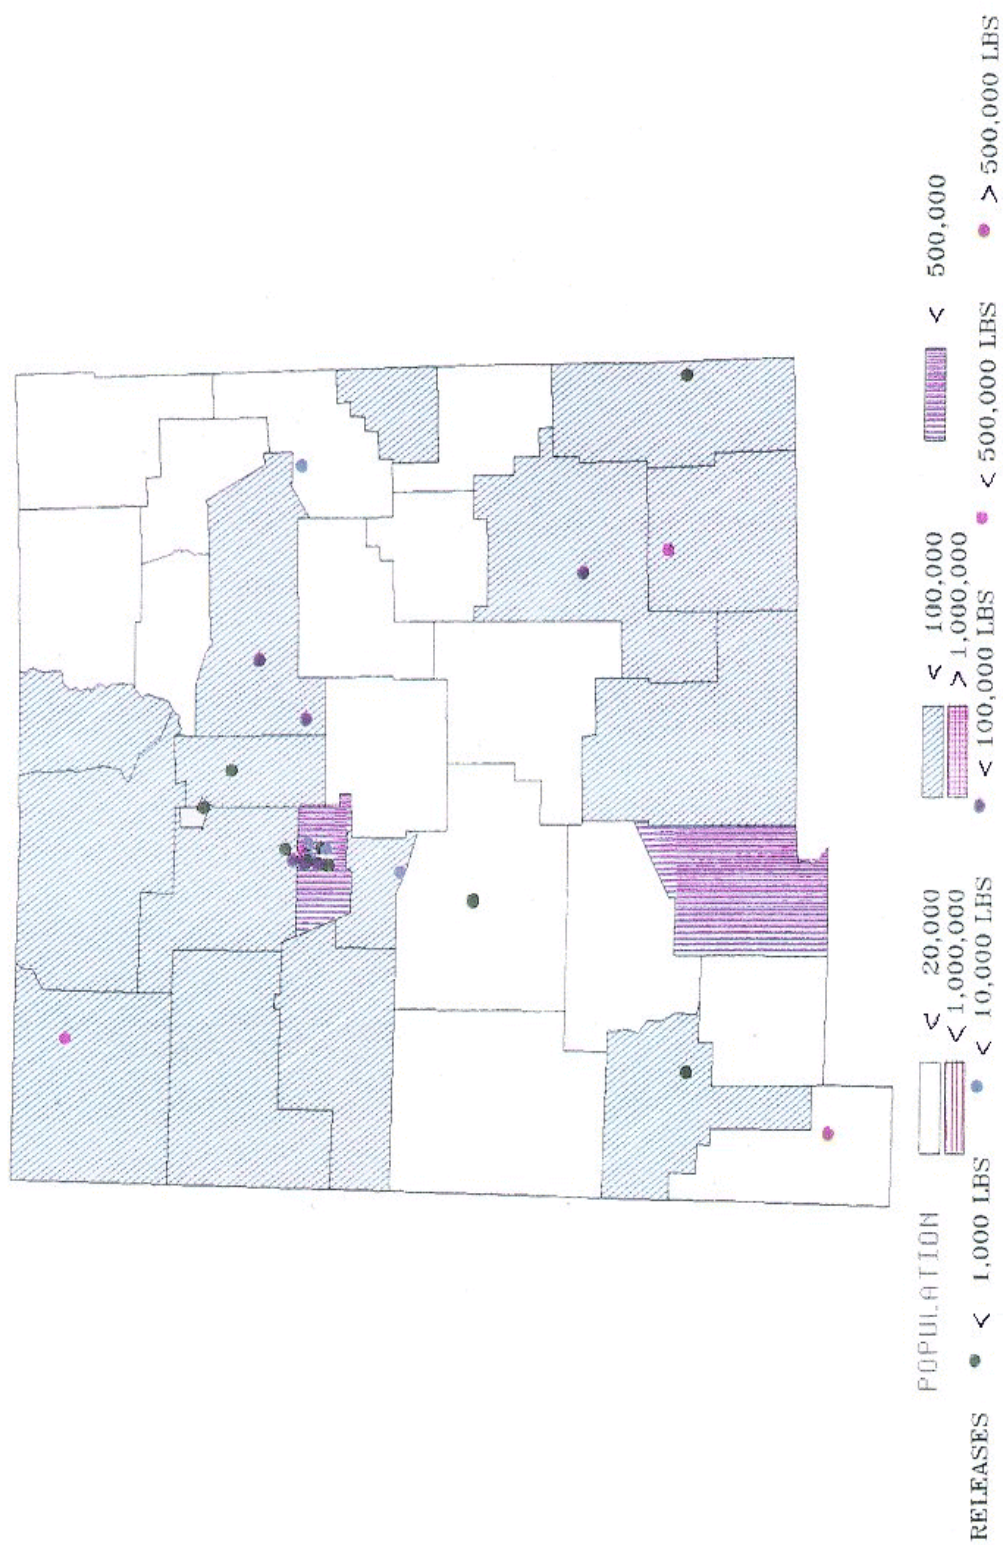 POPULATION < 20,000 < 100,000 < 500,000
< 1,000,000 > 1,000,000
RELEASES < 1,000 LBS < 10,000 LBS < 100,000 LBS < 500,000 LBS > 500,000 LBS